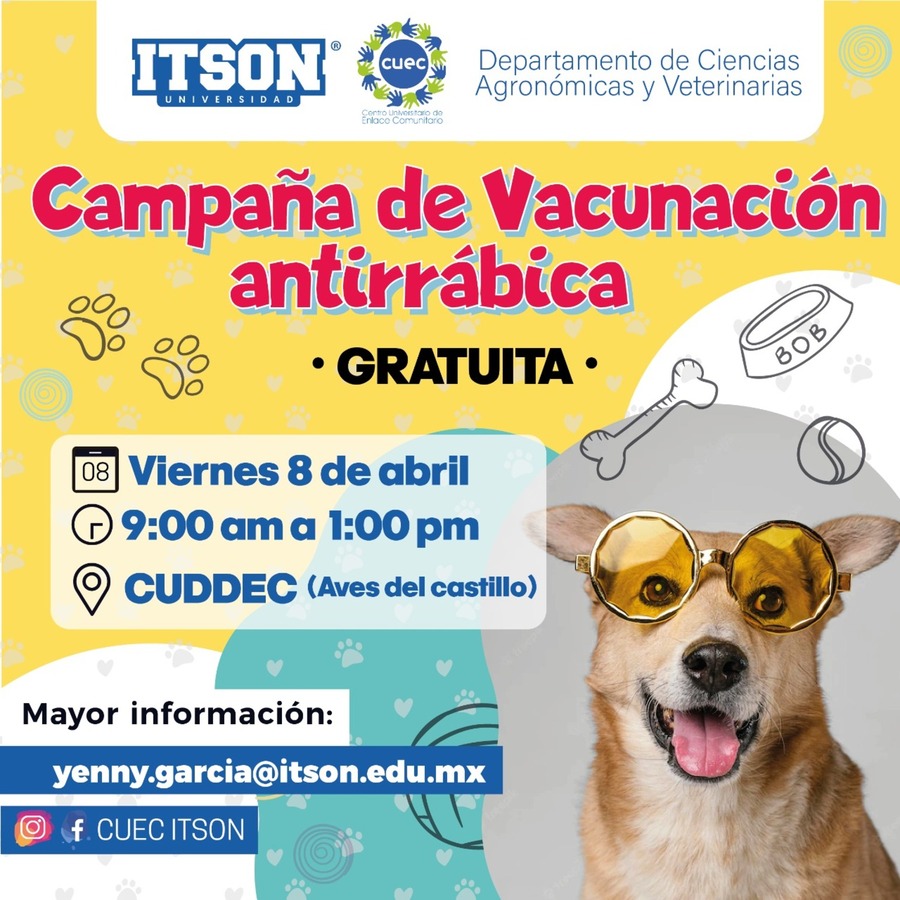 ITSON®
UNIVERSIDAD
cuec
Centro Universitario de
Enlace Comunitario
Departamento de Ciencias
Agronómicas y Veterinarias
Campaña de Vacunación
antirrábica
• GRATUITA •
BOB
08
Viernes 8 de abril
9:00 am a 1:00 pm
CUDDEC (Aves del castillo)
Mayor información:
yenny.garcia@itson.edu.mx
CUEC ITSON